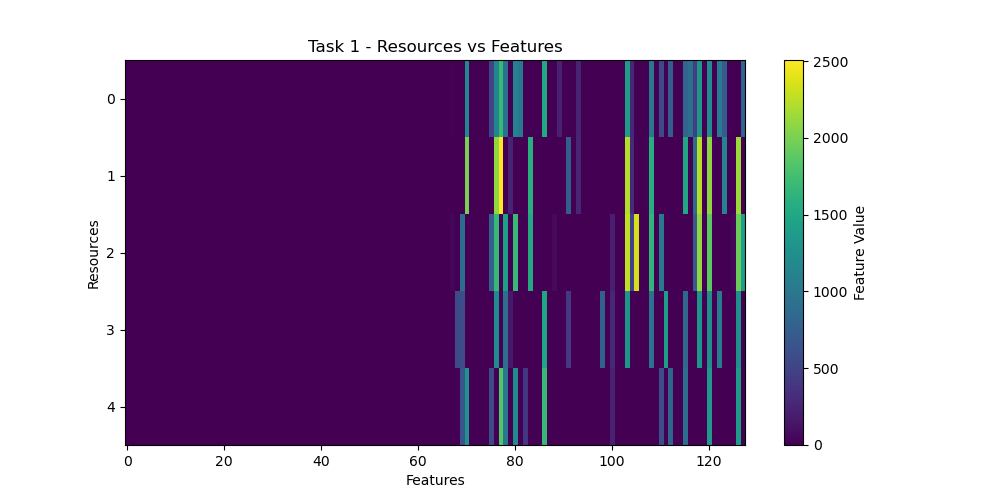 Task 1 - Resources vs Features
0
1
2
3
4
Resources
0 20 40 60 80 100 120
Features
2500
2000
1500
1000
500
0
Feature Value